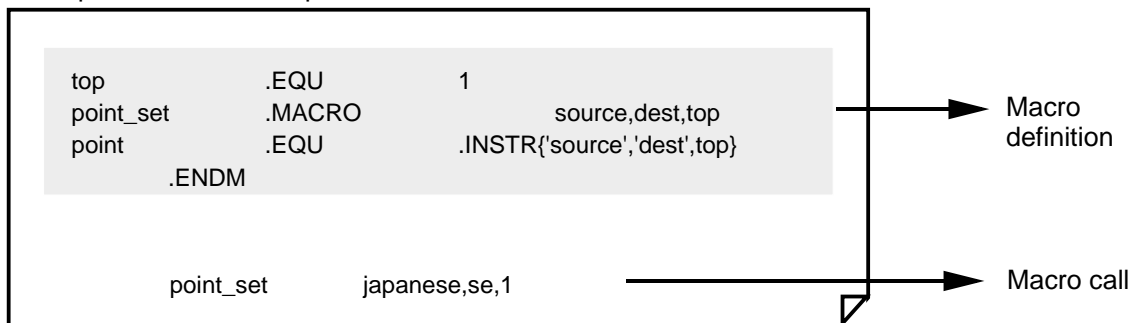 top .EQU 1
point_set .MACRO source,dest,top
point .EQU .INSTR{'source','dest',top}
.ENDM
Macro
definition
point_set japanese,se,1
Macro call